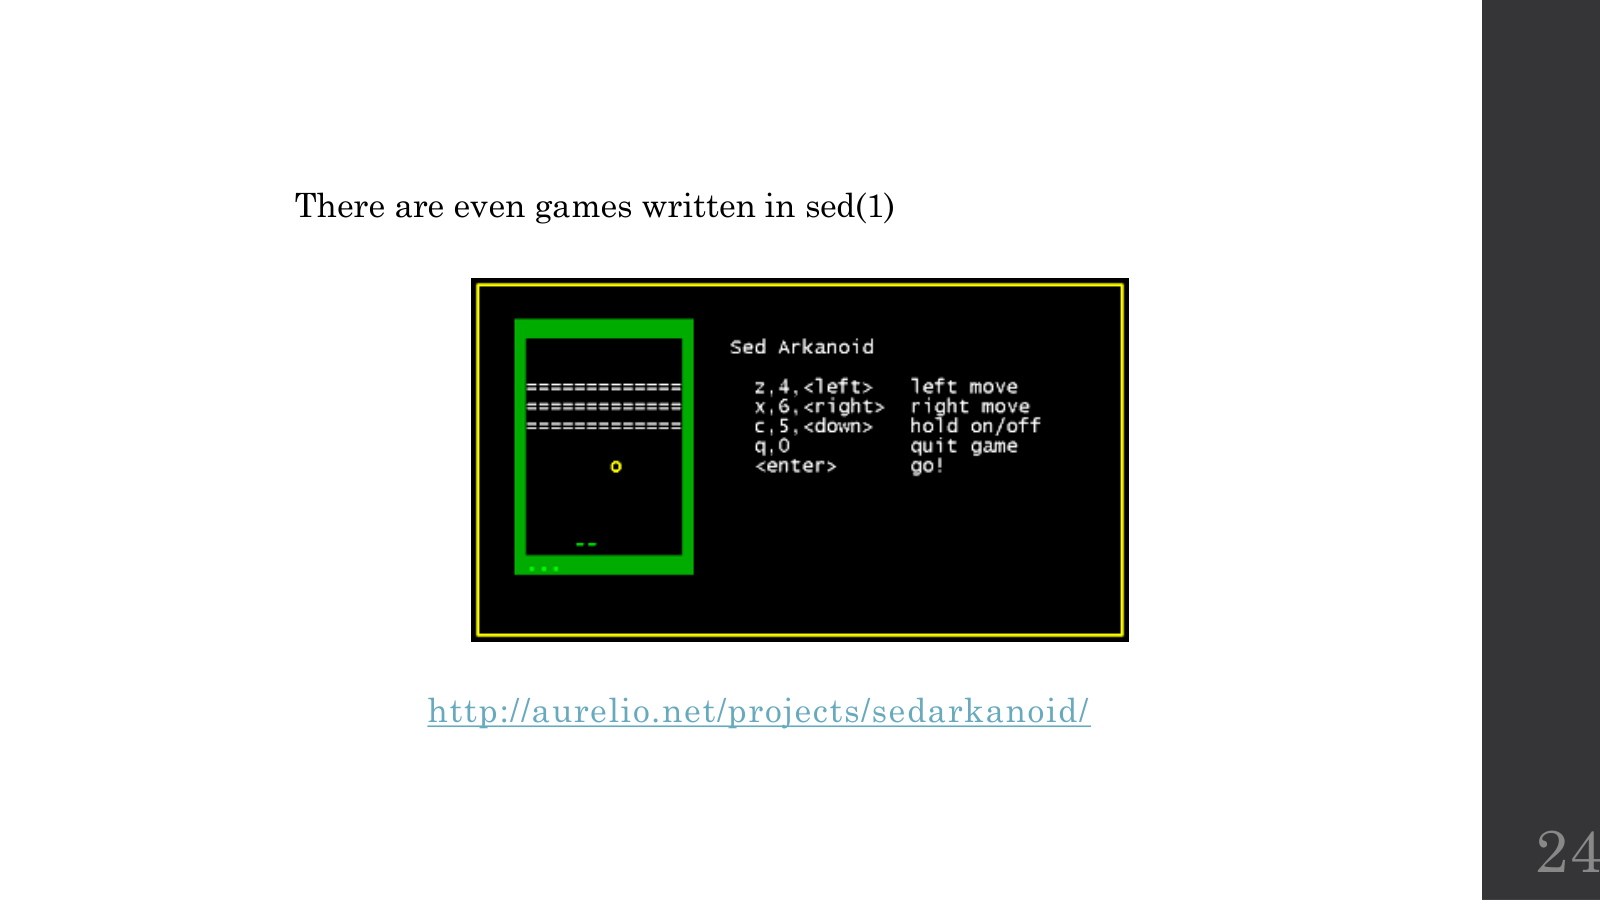 There are even games written in sed(1)
Sed Arkanoid
z,4,<left> left move
x,6,<right> right move
c,5,<down> hold on/off
q,0 quit game
<enter> go!
=============
=============
=============
o
--
...
http://aurelio.net/projects/sedarkanoid/
24